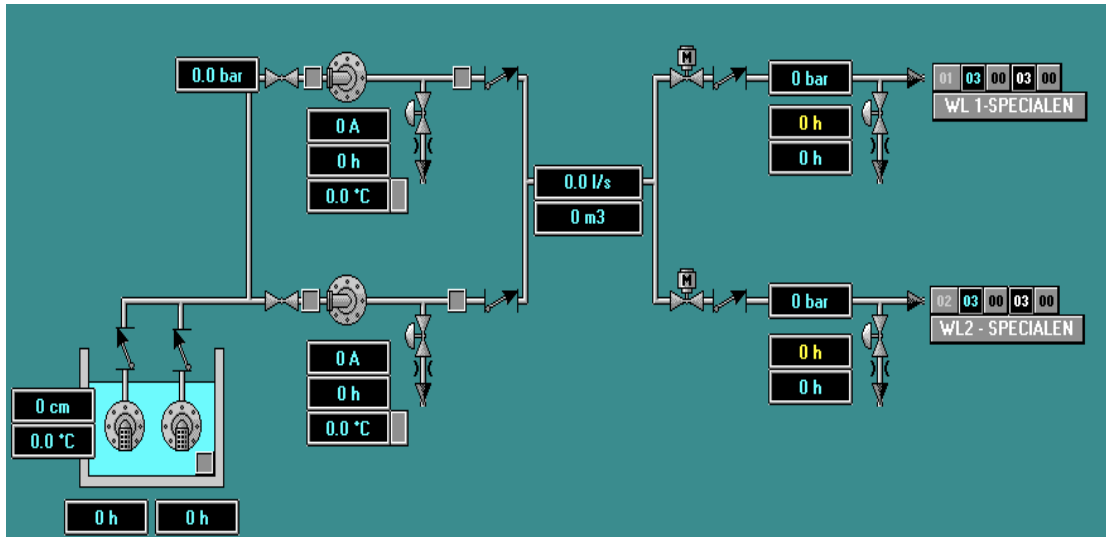 0.0 bar
0 A
0 h
0.0 °C
0 A
0 h
0.0 °C
0 cm
0.0 °C
0 h
0 h
0.0 l/s
0 m3
M
0 bar
0 h
0 h
01 03 00 03 00
WL 1-SPECIALEN
M
0 bar
0 h
0 h
02 03 00 03 00
WL2 - SPECIALEN